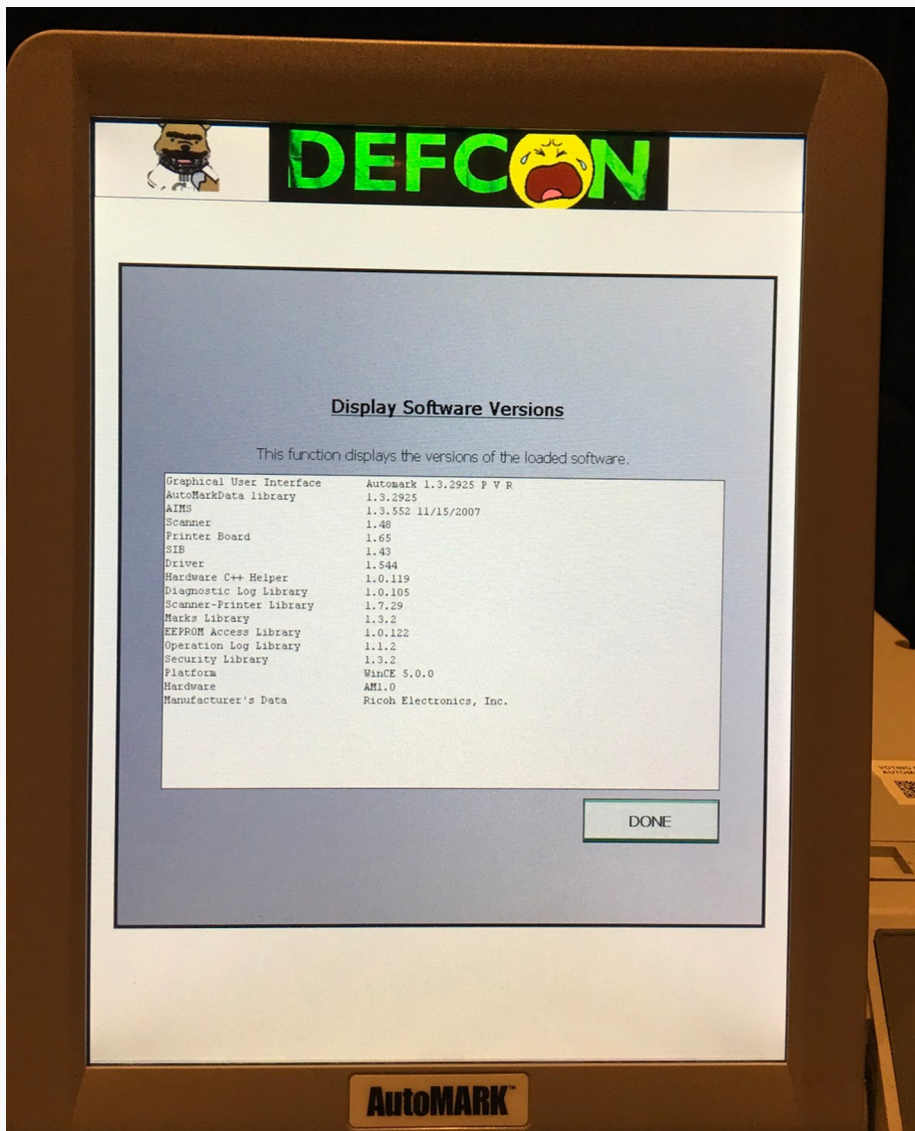 DEFCON
Display Software Versions
This function displays the versions of the loaded software.
Graphical User Interface Automark 1.3.2925 P V R
AutoMarkData library 1.3.2925
AIMS 1.3.552 11/15/2007
Scanner 1.48
Printer Board 1.65
SIB 1.43
Driver 1.544
Hardware C++ Helper 1.0.119
Diagnostic Log Library 1.0.105
Scanner-Printer Library 1.7.29
Marks Library 1.3.2
EEPROM Access Library 1.0.122
Operation Log Library 1.1.2
Security Library 1.3.2
Platform WinCE 5.0.0
Hardware AM1.0
Manufacturer's Data Ricoh Electronics, Inc.
DONE
VOTING
AutoMARK™